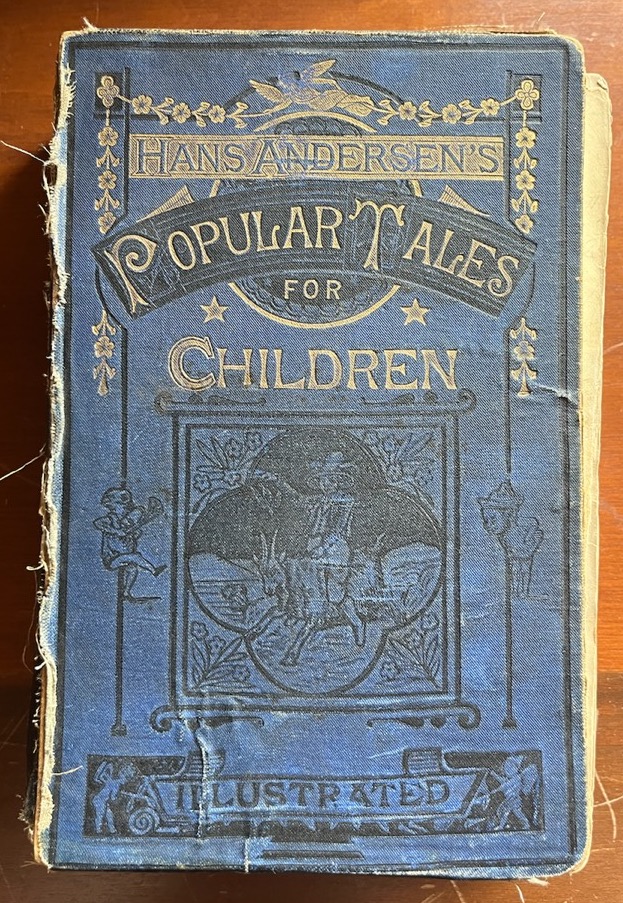 HANS ANDERSEN'S
POPULAR TALES
FOR
CHILDREN
ILLUSTRATED